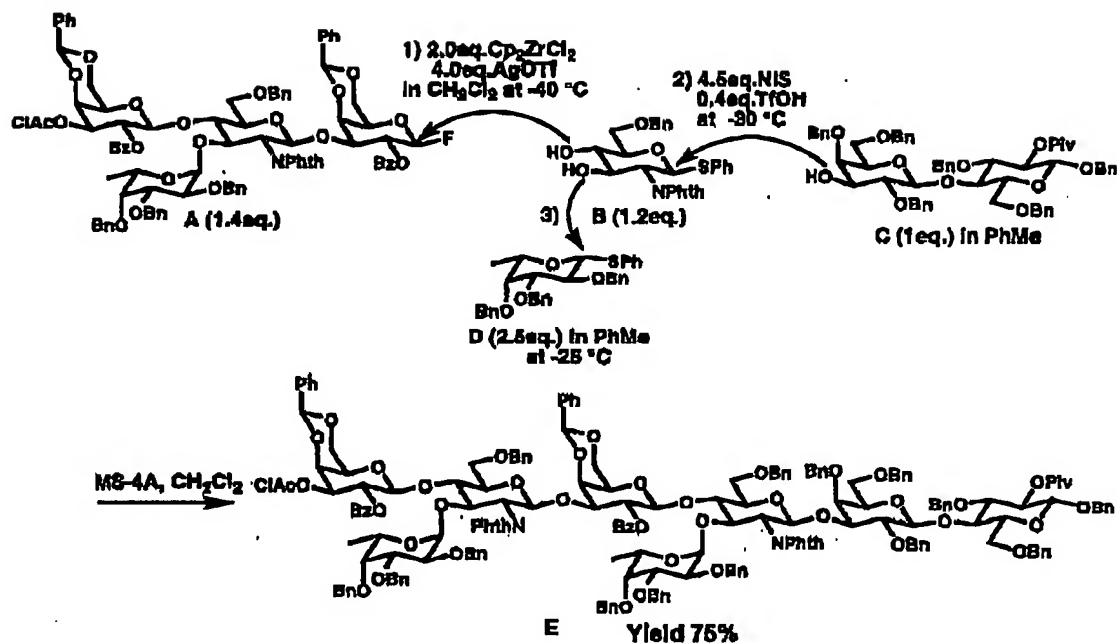 Ph
Ph
1) 2.0eq.Cp2ZrCl2
4.0eq.AgOTf
in CH2Cl2 at -40 °C
2) 4.5eq.NIS
0.4eq.TfOH
at -30 °C
O O O O
OBn
OBn
BnO OBn
ClAcO O O O O O O F
HO O SPh
BnO OPiv OBn
BzO NPhth BzO
HO NPhth
HO O O O
OBn
O OBn
OBn
BnO A (1.4eq.)
3) B (1.2eq.)
C (1eq.) in PhMe
O SPh
OBn
OBn
BnO
D (2.5eq.) in PhMe
at -25 °C
Ph
Ph
MS-4A, CH2Cl2
O O OBn O O OBn BnO OBn
ClAcO O O O O O O O O O O BnO OPiv OBn
BzO O PhthN BzO O NPhth OBn OBn
O OBn O OBn
OBn OBn
BnO BnO
E Yield 75%